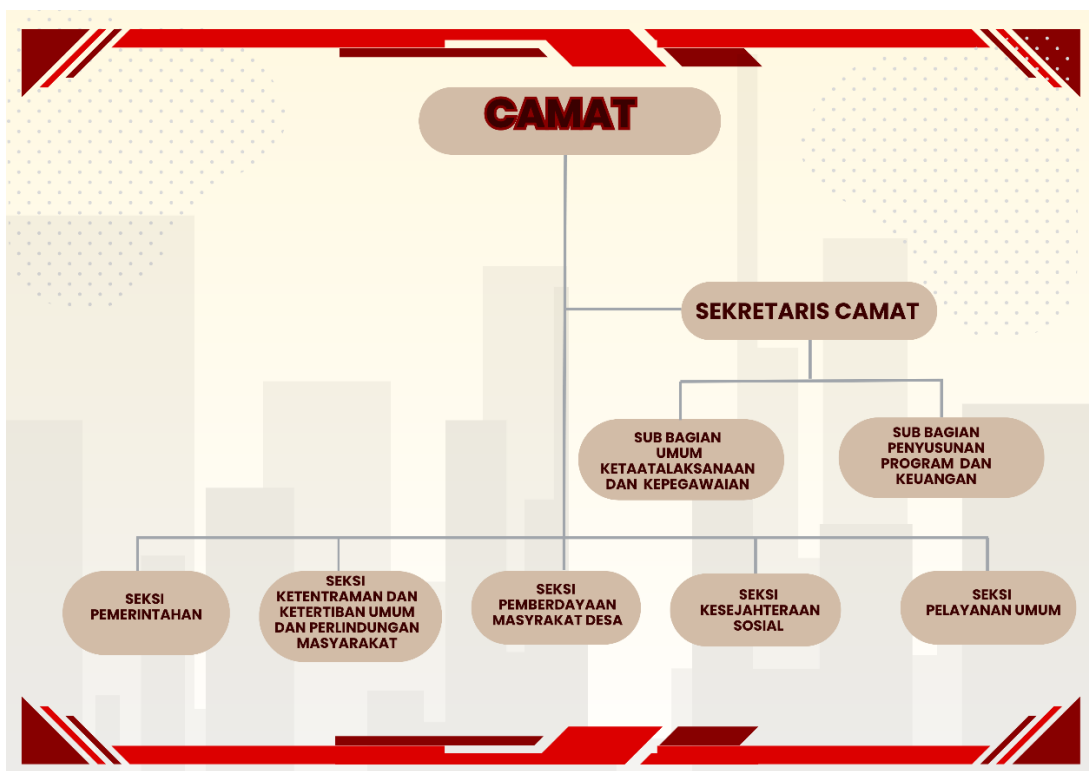 CAMAT
SEKRETARIS CAMAT
SUB BAGIAN
UMUM
KETAATALAKSANAAN
DAN KEPEGAWAIAN
SUB BAGIAN
PENYUSUNAN
PROGRAM DAN
KEUANGAN
SEKSI
PEMERINTAHAN
SEKSI
KETENTRAMAN DAN
KETERTIBAN UMUM
DAN PERLINDUNGAN
MASYARAKAT
SEKSI
PEMBERDAYAAN
MASYRAKAT DESA
SEKSI
KESEJAHTERAAN
SOSIAL
SEKSI
PELAYANAN UMUM